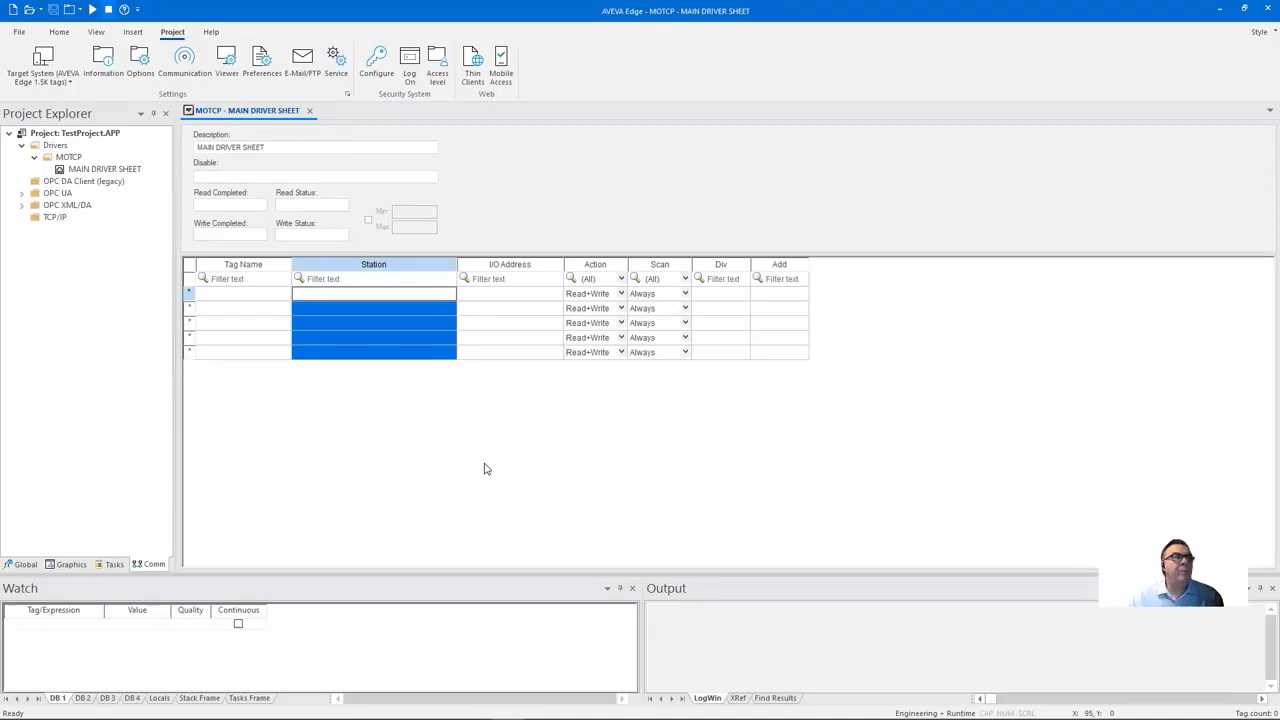 AVEVA Edge - MOTCP - MAIN DRIVER SHEET
File Home View Insert Project Help Style
Target System (AVEVA Edge 1.5K tags) Information Options Communication Viewer Preferences E-Mail/FTP Service Configure Log On Access level Thin Clients Mobile Access
Settings Security System Web
Project Explorer
MOTCP - MAIN DRIVER SHEET
Project: TestProject.APP
Drivers
MOTCP
MAIN DRIVER SHEET
OPC DA Client (legacy)
OPC UA
OPC XML/DA
TCP/IP
Description:
MAIN DRIVER SHEET
Disable:
Read Completed: Read Status:
Min:
Write Completed: Write Status:
Max:
Tag Name Station I/O Address Action Scan Div Add
Filter text Filter text Filter text (All) (All) Filter text Filter text
* Read+Write Always
* Read+Write Always
* Read+Write Always
* Read+Write Always
* Read+Write Always
Global Graphics Tasks Comm
Watch
Tag/Expression Value Quality Continuous
DB 1 DB 2 DB 3 DB 4 Locals Stack Frame Tasks Frame
Output
LogWin XRef Find Results
Ready Engineering + Runtime CAP NUM SCRL X: 95, Y: 0 Tag count: 0